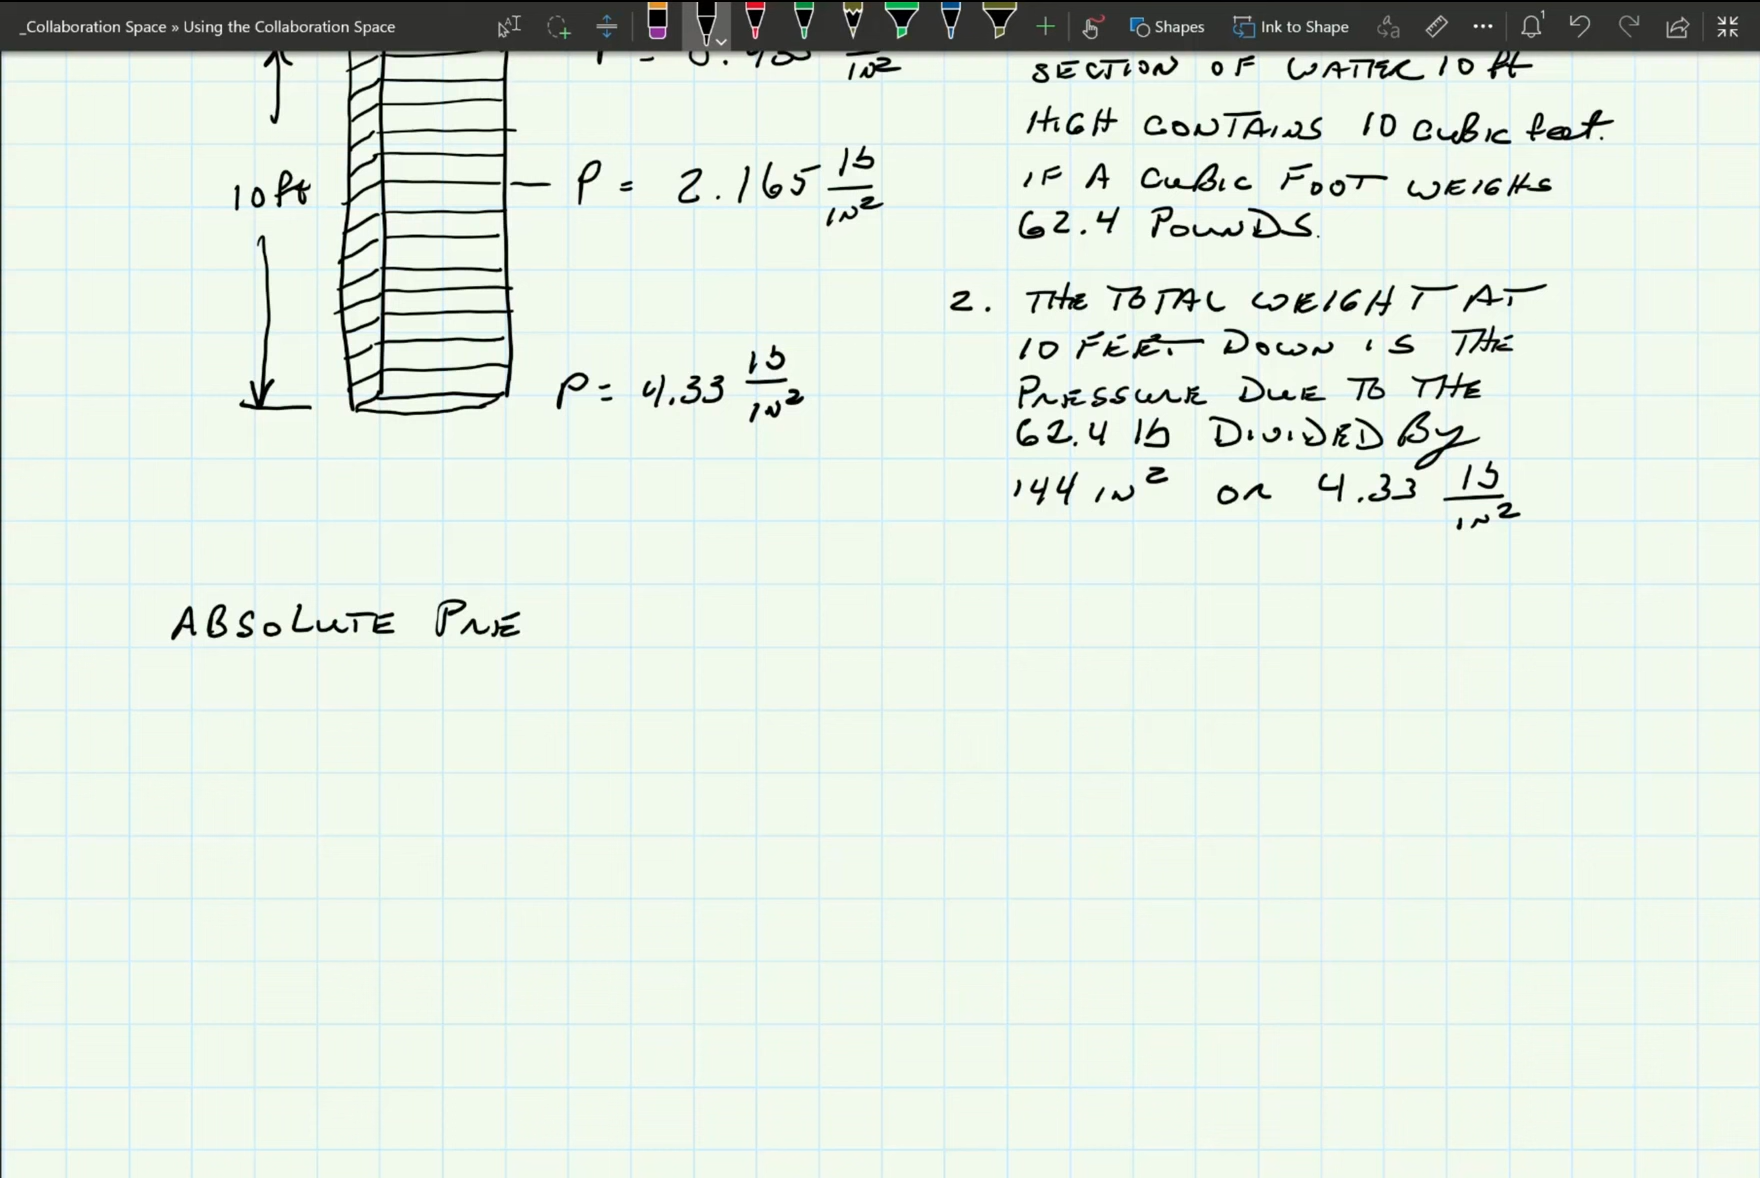 _Collaboration Space » Using the Collaboration Space
Shapes
Ink to Shape
1
10 ft
P = 2.165 lb/in²
P = 4.33 lb/in²
SECTION OF WATER 10 ft
HIGH CONTAINS 10 cubic feet.
IF A CUBIC FOOT WEIGHS
62.4 POUNDS.
2. THE TOTAL WEIGHT AT
10 FEET DOWN IS THE
PRESSURE DUE TO THE
62.4 lb DIVIDED By
144 IN² OR 4.33 lb/in²
ABSOLUTE PRE